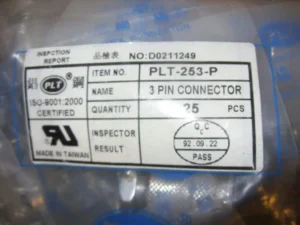 INSPCTION REPORT
品檢表 NO:D0211249
PLT
ISO-9001:2000
CERTIFIED
MADE IN TAIWAN
ITEM NO. PLT-253-P
NAME 3 PIN CONNECTOR
QUANTITY 25 PCS
INSPECTOR
RESULT
Q C
92.09.22
PASS